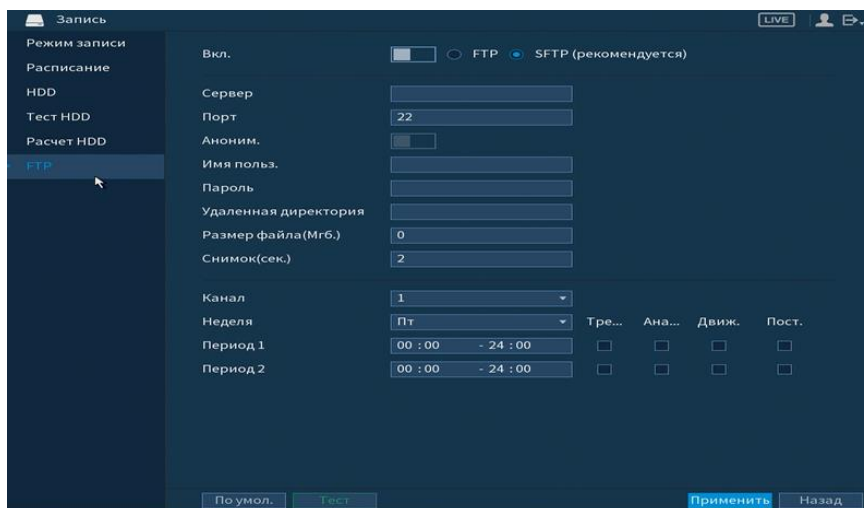 Запись
LIVE
Режим записи
Расписание
HDD
Тест HDD
Расчет HDD
FTP
Вкл. FTP SFTP (рекомендуется)
Сервер
Порт 22
Аноним.
Имя польз.
Пароль
Удаленная директория
Размер файла(Мгб.) 0
Снимок(сек.) 2
Канал 1
Неделя Пт Тре... Ана... Движ. Пост.
Период 1 00 : 00 - 24 : 00
Период 2 00 : 00 - 24 : 00
По умол. Тест Применить Назад